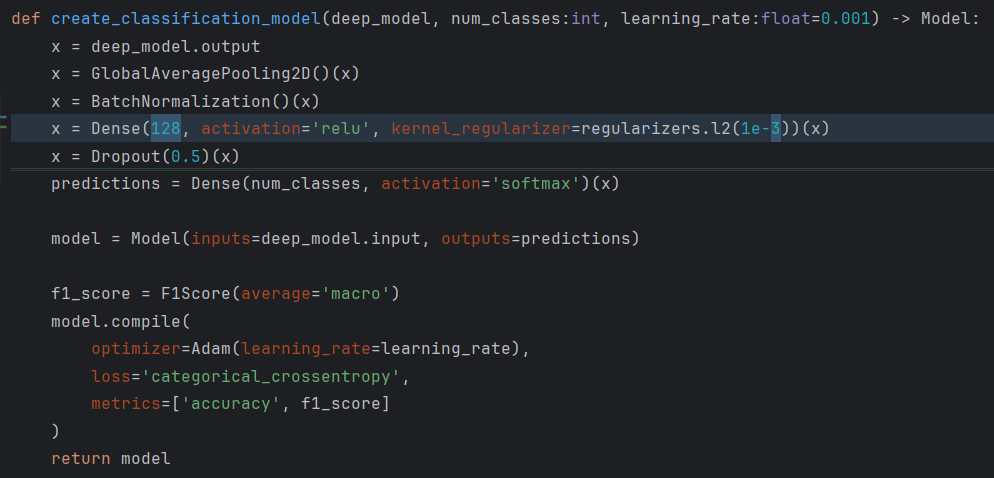 def create_classification_model(deep_model, num_classes:int, learning_rate:float=0.001) -> Model:
    x = deep_model.output
    x = GlobalAveragePooling2D()(x)
    x = BatchNormalization()(x)
    x = Dense(128, activation='relu', kernel_regularizer=regularizers.l2(1e-3))(x)
    x = Dropout(0.5)(x)
    predictions = Dense(num_classes, activation='softmax')(x)

    model = Model(inputs=deep_model.input, outputs=predictions)

    f1_score = F1Score(average='macro')
    model.compile(
        optimizer=Adam(learning_rate=learning_rate),
        loss='categorical_crossentropy',
        metrics=['accuracy', f1_score]
    )
    return model